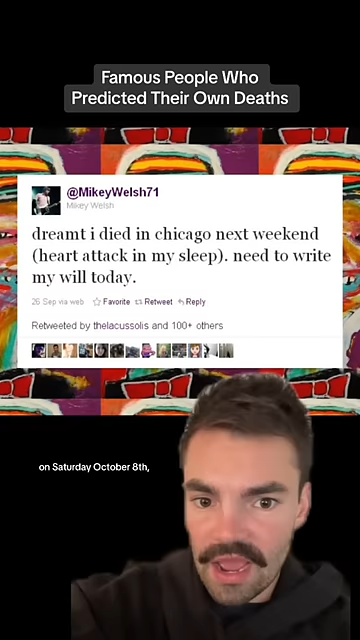 Famous People Who
Predicted Their Own Deaths
@MikeyWelsh71
Mikey Welsh
dreamt i died in chicago next weekend
(heart attack in my sleep). need to write
my will today.
26 Sep via web Favorite Retweet Reply
Retweeted by thelacussolis and 100+ others
on Saturday October 8th,